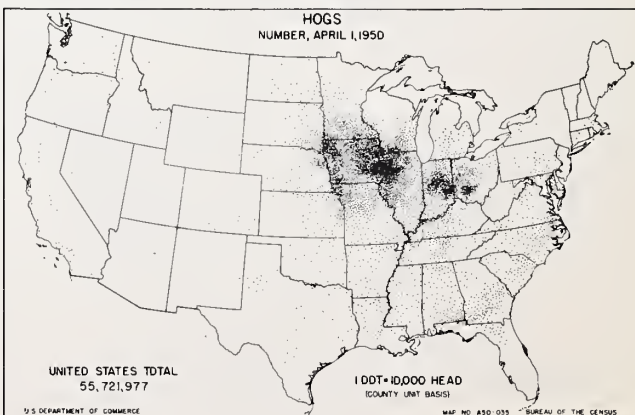 HOGS
NUMBER, APRIL 1, 1950
UNITED STATES TOTAL
55,721,977
1 DOT=10,000 HEAD
(COUNTY UNIT BASIS)
U S DEPARTMENT OF COMMERCE
MAP NO. A50-035 BUREAU OF THE CENSUS